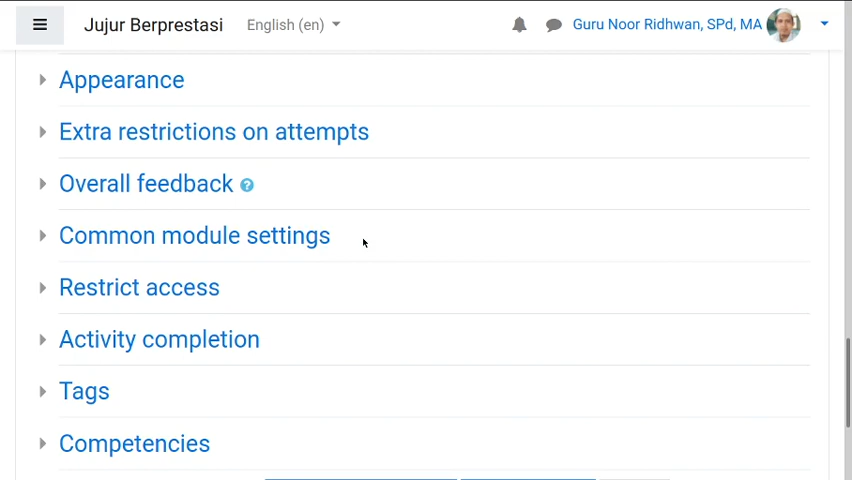 Jujur Berprestasi English (en) Guru Noor Ridhwan, SPd, MA
Appearance
Extra restrictions on attempts
Overall feedback ?
Common module settings
Restrict access
Activity completion
Tags
Competencies